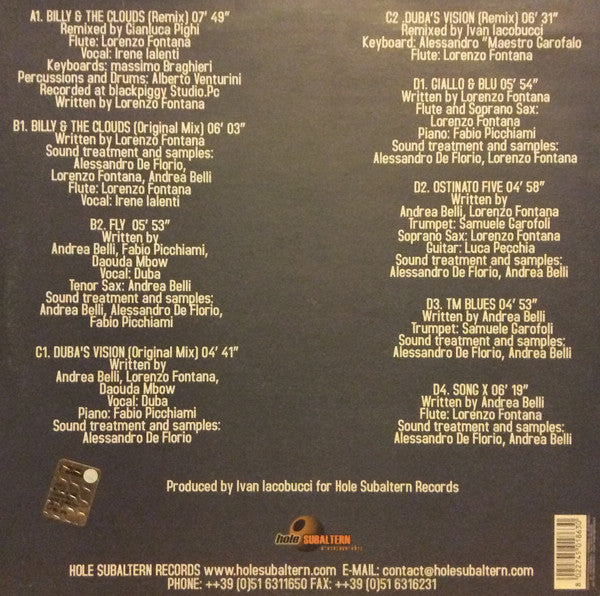 A1. BILLY & THE CLOUDS (Remix) 07' 49"
Remixed by Gianluca Pighi
Flute: Lorenzo Fontana
Vocal: Irene Ialenti
Keyboards: massimo Braghieri
Percussions and Drums: Alberto Venturini
Recorded at blackpiggy Studio.Pc
Written by Lorenzo Fontana
B1. BILLY & THE CLOUDS (Original Mix) 06' 03"
Written by Lorenzo Fontana
Sound treatment and samples:
Alessandro De Florio,
Lorenzo Fontana, Andrea Belli
Flute: Lorenzo Fontana
Vocal: Irene Ialenti
B2. FLY 05' 53"
Written by
Andrea Belli, Fabio Picchiami,
Daouda Mbow
Vocal: Duba
Tenor Sax: Andrea Belli
Sound treatment and samples:
Andrea Belli, Alessandro De Florio,
Fabio Picchiami
C1. DUBA'S VISION (Original Mix) 04' 41"
Written by
Andrea Belli, Lorenzo Fontana,
Daouda Mbow
Vocal: Duba
Piano: Fabio Picchiami
Sound treatment and samples:
Alessandro De Florio
C2 .DUBA'S VISION (Remix) 06' 31"
Remixed by Ivan Iacobucci
Keyboard: Alessandro "Maestro Garofalo
Flute: Lorenzo Fontana
D1. GIALLO & BLU 05' 54"
Written by Lorenzo Fontana
Flute and Soprano Sax:
Lorenzo Fontana
Piano: Fabio Picchiami
Sound treatment and samples:
Alessandro De Florio, Lorenzo Fontana
D2. OSTINATO FIVE 04' 58"
Written by
Andrea Belli, Lorenzo Fontana
Trumpet: Samuele Garofoli
Soprano Sax: Lorenzo Fontana
Guitar: Luca Pecchia
Sound treatment and samples:
Alessandro De Florio, Andrea Belli
D3. TM BLUES 04' 53"
Written by Andrea Belli
Trumpet: Samuele Garofoli
Sound treatment and samples:
Alessandro De Florio, Andrea Belli
D4. SONG X 06' 19"
Written by Andrea Belli
Flute: Lorenzo Fontana
Sound treatment and samples:
Alessandro De Florio, Andrea Belli
Produced by Ivan Iacobucci for Hole Subaltern Records
hole SUBALTERN
HOLE SUBALTERN RECORDS www.holesubaltern.com E-MAIL: contact@holesubaltern.com
PHONE: ++39 (0)51 6311650 FAX: ++39 (0)51 6316231
8 022745 018630